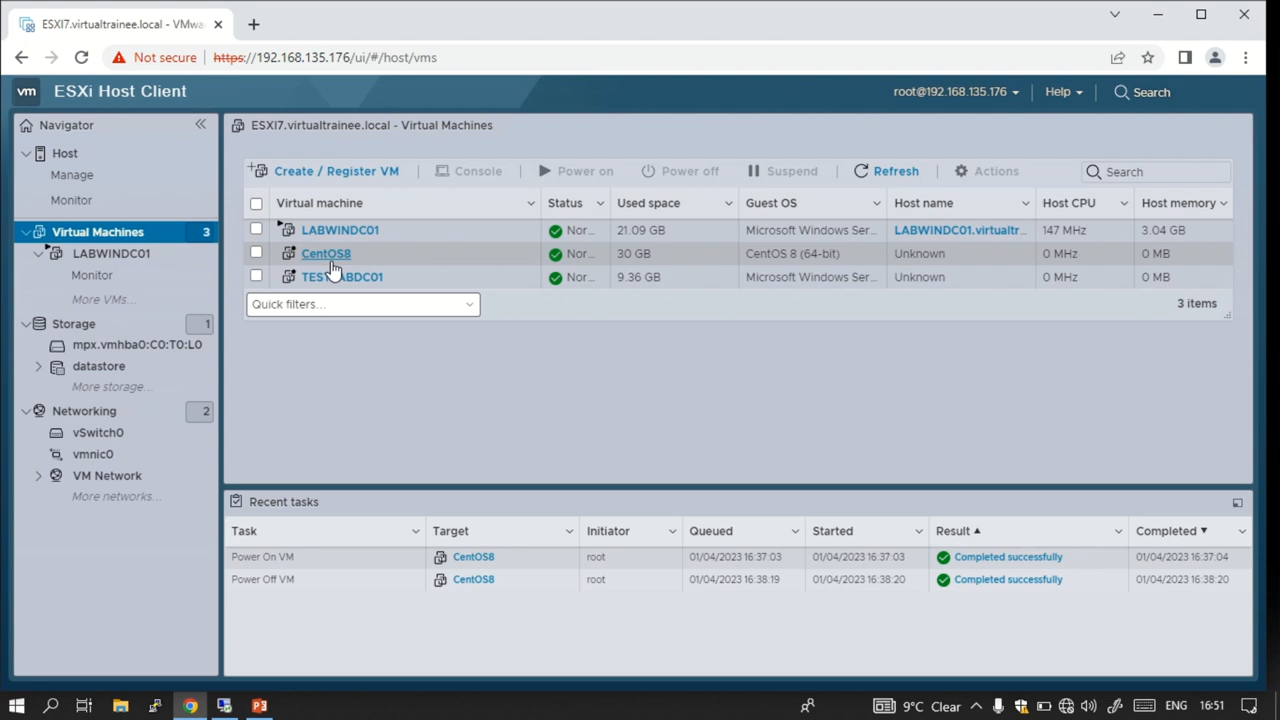 ESXI7.virtualtrainee.local - VMwa
Not secure https://192.168.135.176/ui/#/host/vms
vm ESXi Host Client root@192.168.135.176 Help Search
Navigator
Host
Manage
Monitor
Virtual Machines 3
LABWINDC01
Monitor
More VMs...
Storage 1
mpx.vmhba0:C0:T0:L0
datastore
More storage...
Networking 2
vSwitch0
vmnic0
VM Network
More networks...
ESXI7.virtualtrainee.local - Virtual Machines
Create / Register VM Console Power on Power off Suspend Refresh Actions Search
Virtual machine Status Used space Guest OS Host name Host CPU Host memory
LABWINDC01 Nor... 21.09 GB Microsoft Windows Ser... LABWINDC01.virtualtr... 147 MHz 3.04 GB
CentOS8 Nor... 30 GB CentOS 8 (64-bit) Unknown 0 MHz 0 MB
Nor... 9.36 GB Microsoft Windows Ser... Unknown 0 MHz 0 MB
Quick filters... 3 items
Recent tasks
Task Target Initiator Queued Started Result Completed
Power On VM CentOS8 root 01/04/2023 16:37:03 01/04/2023 16:37:03 Completed successfully 01/04/2023 16:37:04
Power Off VM CentOS8 root 01/04/2023 16:38:19 01/04/2023 16:38:20 Completed successfully 01/04/2023 16:38:20
9°C Clear ENG 16:51